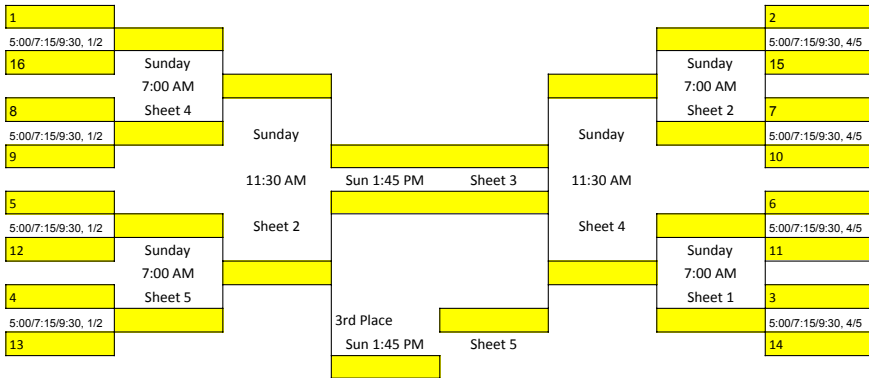 1
2
5:00/7:15/9:30, 1/2
5:00/7:15/9:30, 4/5
16
Sunday
Sunday
15
7:00 AM
7:00 AM
8
Sheet 4
Sheet 2
7
5:00/7:15/9:30, 1/2
Sunday
Sunday
5:00/7:15/9:30, 4/5
9
10
11:30 AM
Sun 1:45 PM
Sheet 3
11:30 AM
5
6
5:00/7:15/9:30, 1/2
Sheet 2
Sheet 4
5:00/7:15/9:30, 4/5
12
Sunday
Sunday
11
7:00 AM
7:00 AM
4
Sheet 5
Sheet 1
3
5:00/7:15/9:30, 1/2
3rd Place
5:00/7:15/9:30, 4/5
13
Sun 1:45 PM
Sheet 5
14